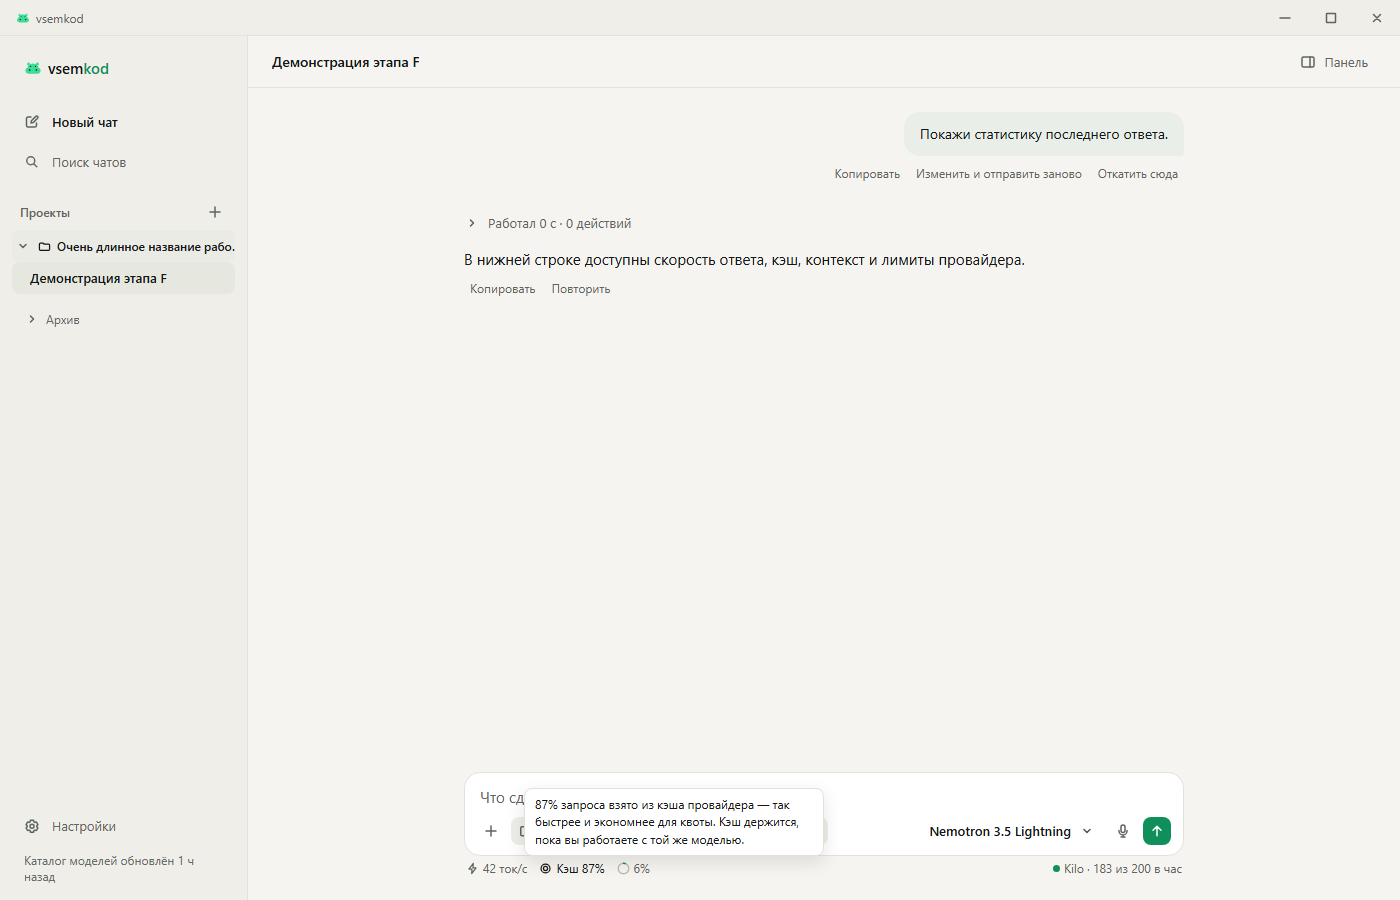 vsemkod
vsemkod
Демонстрация этапа F
Панель
Новый чат
Поиск чатов
Проекты
Очень длинное название рабо.
Демонстрация этапа F
Архив
Покажи статистику последнего ответа.
Копировать Изменить и отправить заново Откатить сюда
Работал 0 с · 0 действий
В нижней строке доступны скорость ответа, кэш, контекст и лимиты провайдера.
Копировать Повторить
Что сд
87% запроса взято из кэша провайдера — так
быстрее и экономнее для квоты. Кэш держится,
пока вы работаете с той же моделью.
Nemotron 3.5 Lightning
42 ток/с Кэш 87% 6%
Kilo · 183 из 200 в час
Настройки
Каталог моделей обновлён 1 ч
назад